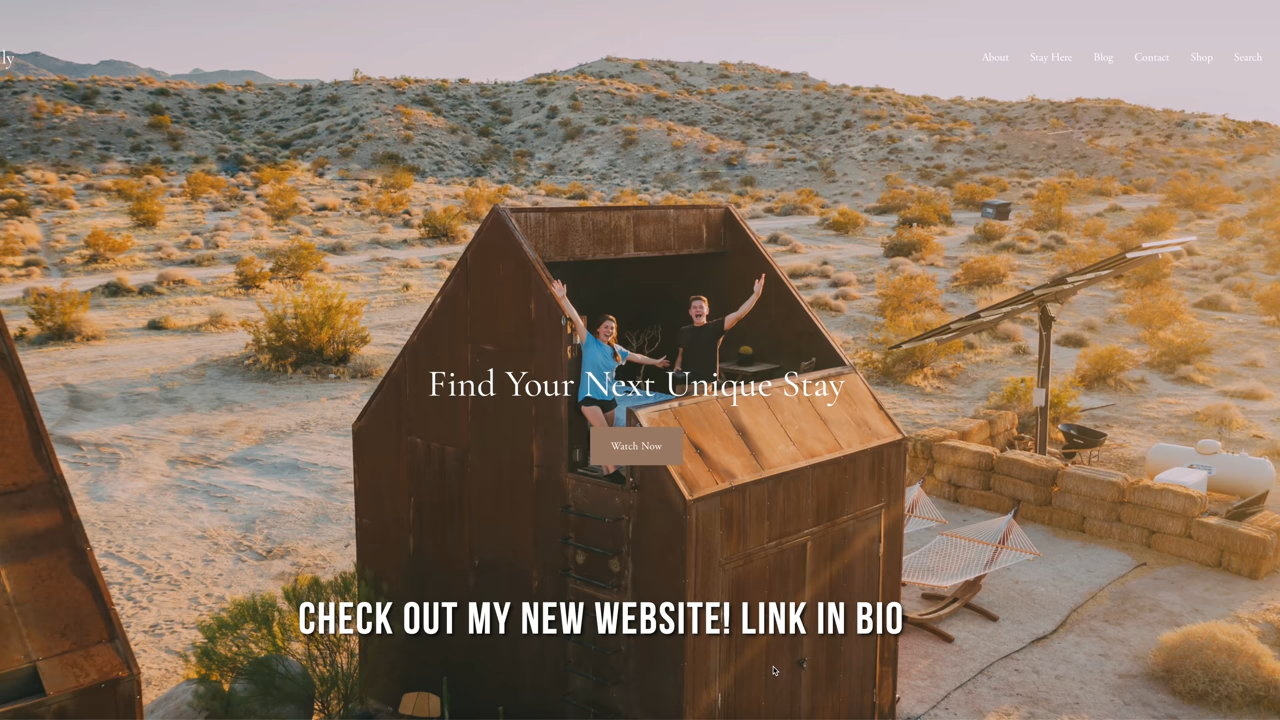 ly
About Stay Here Blog Contact Shop Search
Find Your Next Unique Stay
Watch Now
CHECK OUT MY NEW WEBSITE! LINK IN BIO